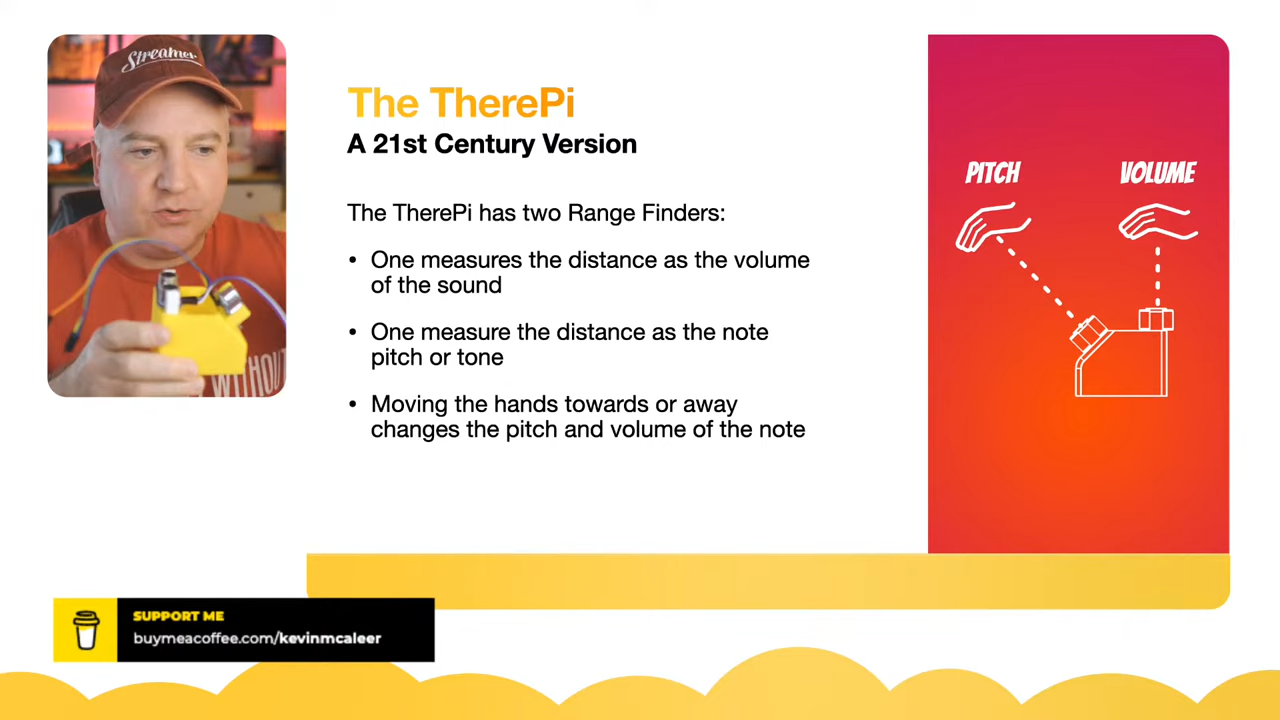 Streamer
WITHOUT
The TherePi
A 21st Century Version
The TherePi has two Range Finders:
• One measures the distance as the volume
of the sound
• One measure the distance as the note
pitch or tone
• Moving the hands towards or away
changes the pitch and volume of the note
PITCH
VOLUME
SUPPORT ME
buymeacoffee.com/kevinmcaleer